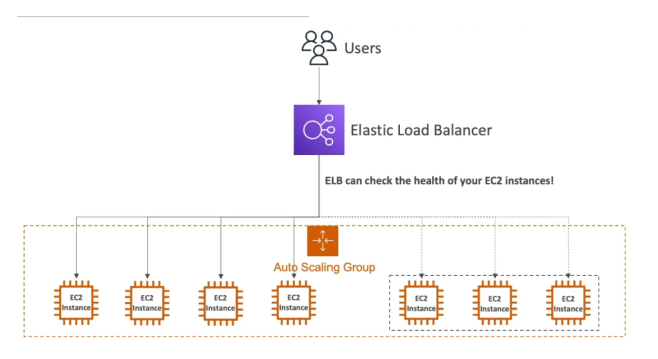 Users
Elastic Load Balancer
ELB can check the health of your EC2 instances!
Auto Scaling Group
EC2
Instance
EC2
Instance
EC2
Instance
EC2
Instance
EC2
Instance
EC2
Instance
EC2
Instance